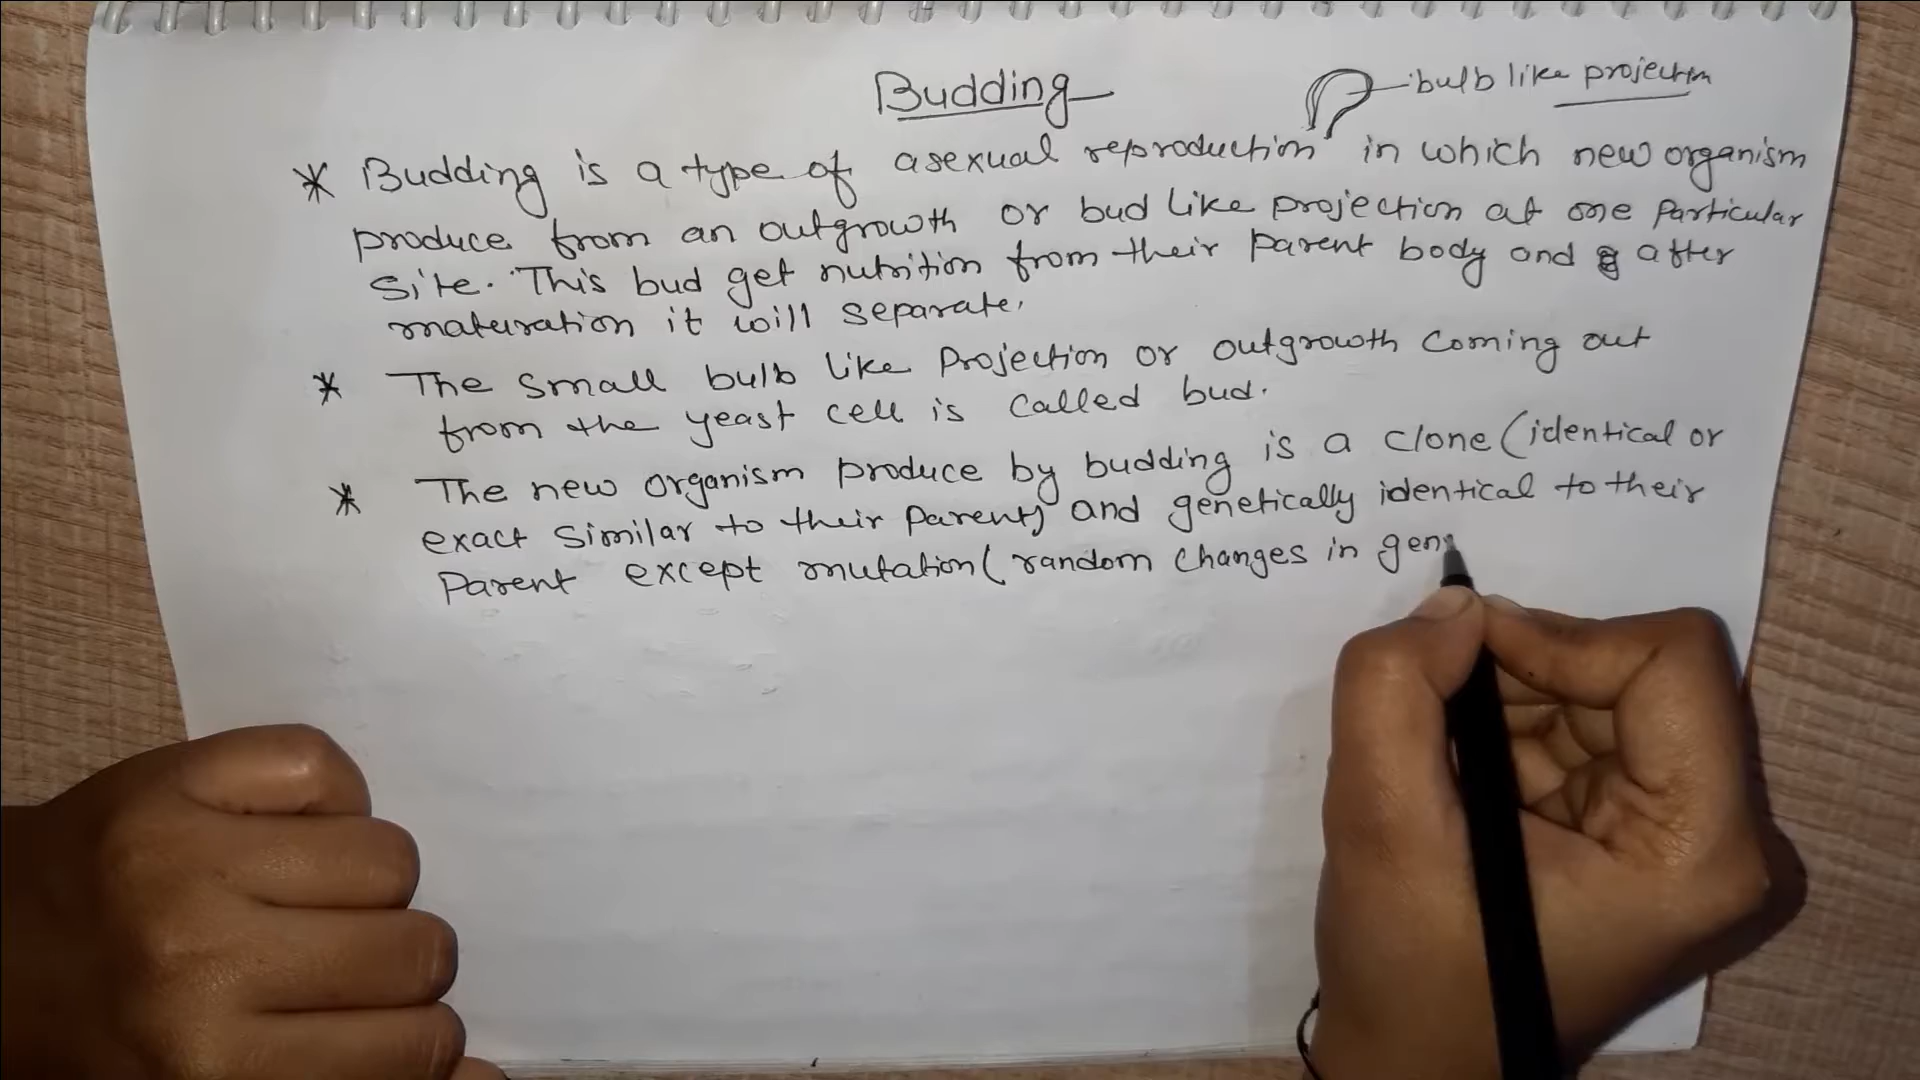 Budding
bulb like projection
* Budding is a type of asexual reproduction in which new organism
produce from an outgrowth or bud like projection at one particular
site. This bud get nutrition from their parent body and after
maturation it will separate.
* The small bulb like projection or outgrowth coming out
from the yeast cell is called bud.
* The new organism produce by budding is a clone (identical or
exact similar to their parent) and genetically identical to their
parent except mutation (random changes in gen